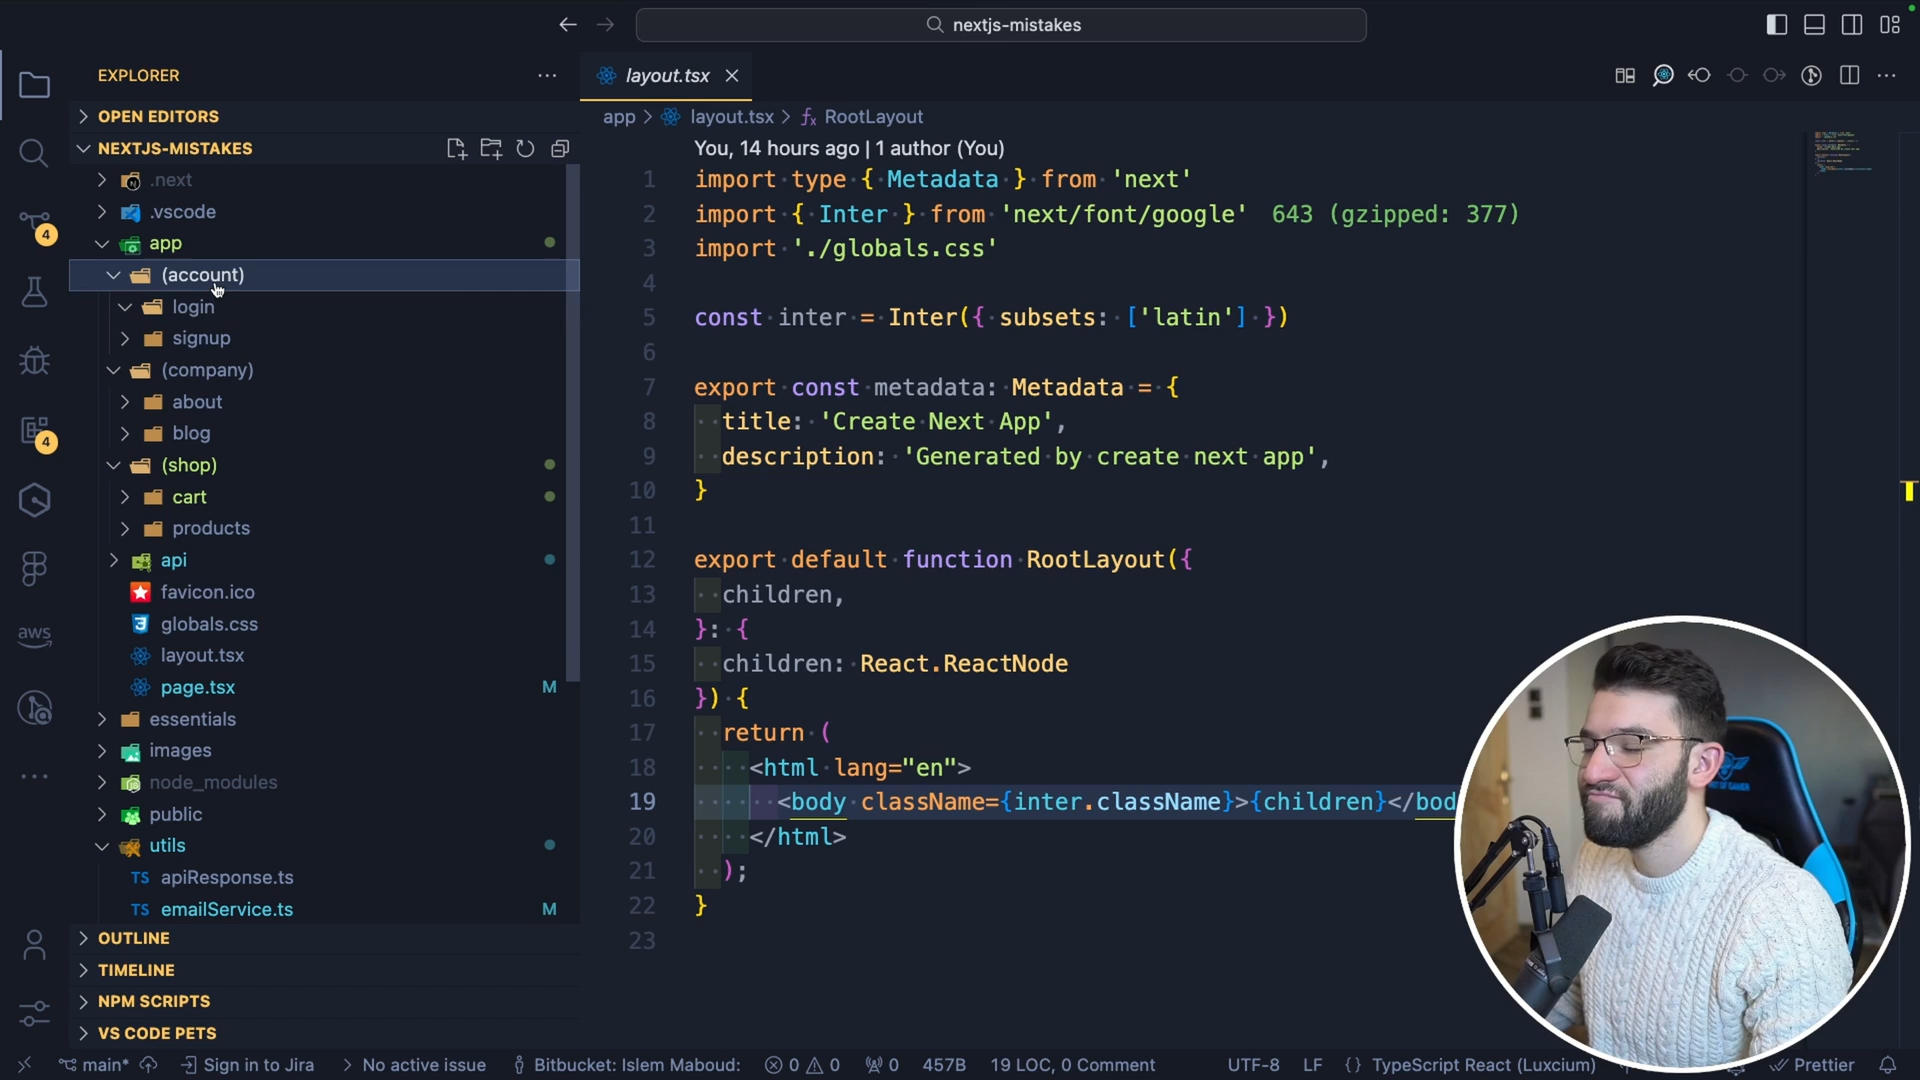 nextjs-mistakes
EXPLORER
OPEN EDITORS
NEXTJS-MISTAKES
.next
.vscode
app
(account)
login
signup
(company)
about
blog
(shop)
cart
products
api
favicon.ico
globals.css
layout.tsx
page.tsx M
essentials
images
node_modules
public
utils
TS apiResponse.ts
TS emailService.ts M
OUTLINE
TIMELINE
NPM SCRIPTS
VS CODE PETS
4
4
aws
layout.tsx
app > layout.tsx > RootLayout
You, 14 hours ago | 1 author (You)
1 import type { Metadata } from 'next'
2 import { Inter } from 'next/font/google' 643 (gzipped: 377)
3 import './globals.css'
4
5 const inter = Inter({ subsets: ['latin'] })
6
7 export const metadata: Metadata = {
8 title: 'Create Next App',
9 description: 'Generated by create next app',
10 }
11
12 export default function RootLayout({
13 children,
14 }: {
15 children: React.ReactNode
16 }) {
17 return (
18 <html lang="en">
19 <body className={inter.className}>{children}</bod
20 </html>
21 );
22 }
23
main* Sign in to Jira No active issue Bitbucket: Islem Maboud: 0 0 0 457B 19 LOC, 0 Comment UTF-8 LF {} TypeScript React (Luxcium) Prettier